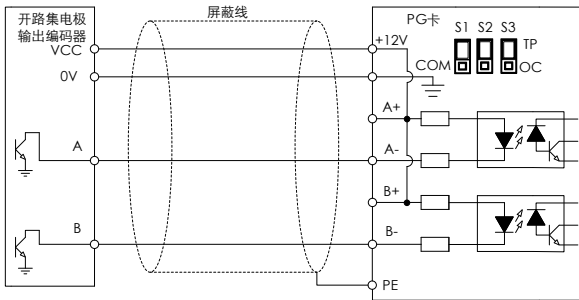 开路集电极
输出编码器
屏蔽线
PG卡
S1 S2 S3
VCC
+12V
TP
COM
OC
0V
A+
A
A-
B+
B
B-
PE